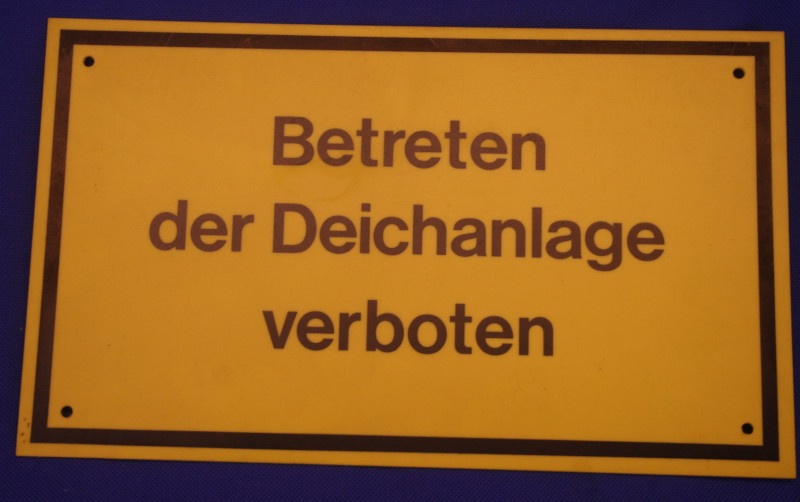 Betreten
der Deichanlage
verboten